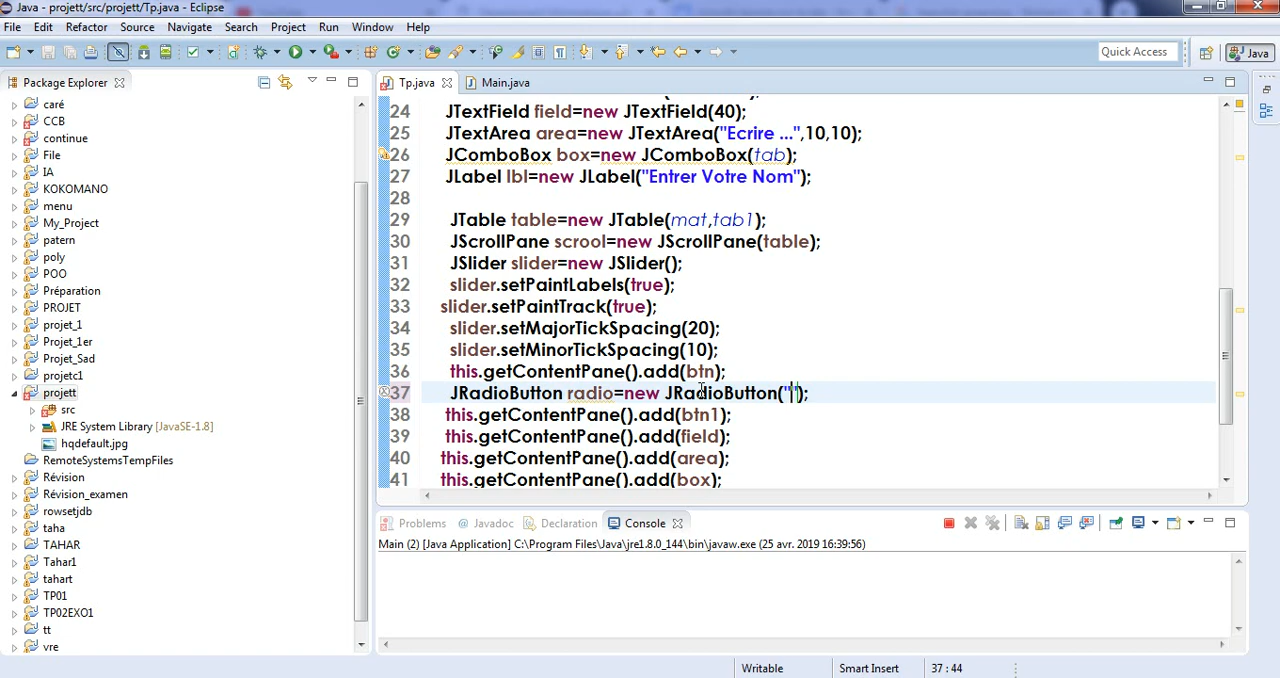 Java - projett/src/projett/Tp.java - Eclipse
File Edit Refactor Source Navigate Search Project Run Window Help
Quick Access Java
Package Explorer
Tp.java Main.java
caré
CCB
continue
File
IA
KOKOMANO
menu
My_Project
patern
poly
POO
Préparation
PROJET
projet_1
Projet_1er
Projet_Sad
projetc1
projett
src
JRE System Library [JavaSE-1.8]
hqdefault.jpg
RemoteSystemsTempFiles
Révision
Révision_examen
rowsetjdb
taha
TAHAR
Tahar1
tahart
TP01
TP02EXO1
tt
vre
24 JTextField field=new JTextField(40);
25 JTextArea area=new JTextArea("Ecrire ...",10,10);
26 JComboBox box=new JComboBox(tab);
27 JLabel lbl=new JLabel("Entrer Votre Nom");
28
29 JTable table=new JTable(mat,tab1);
30 JScrollPane scrool=new JScrollPane(table);
31 JSlider slider=new JSlider();
32 slider.setPaintLabels(true);
33 slider.setPaintTrack(true);
34 slider.setMajorTickSpacing(20);
35 slider.setMinorTickSpacing(10);
36 this.getContentPane().add(btn);
37 JRadioButton radio=new JRadioButton("");
38 this.getContentPane().add(btn1);
39 this.getContentPane().add(field);
40 this.getContentPane().add(area);
41 this.getContentPane().add(box);
Problems @ Javadoc Declaration Console
Main (2) [Java Application] C:\Program Files\Java\jre1.8.0_144\bin\javaw.exe (25 avr. 2019 16:39:56)
Writable Smart Insert 37 : 44